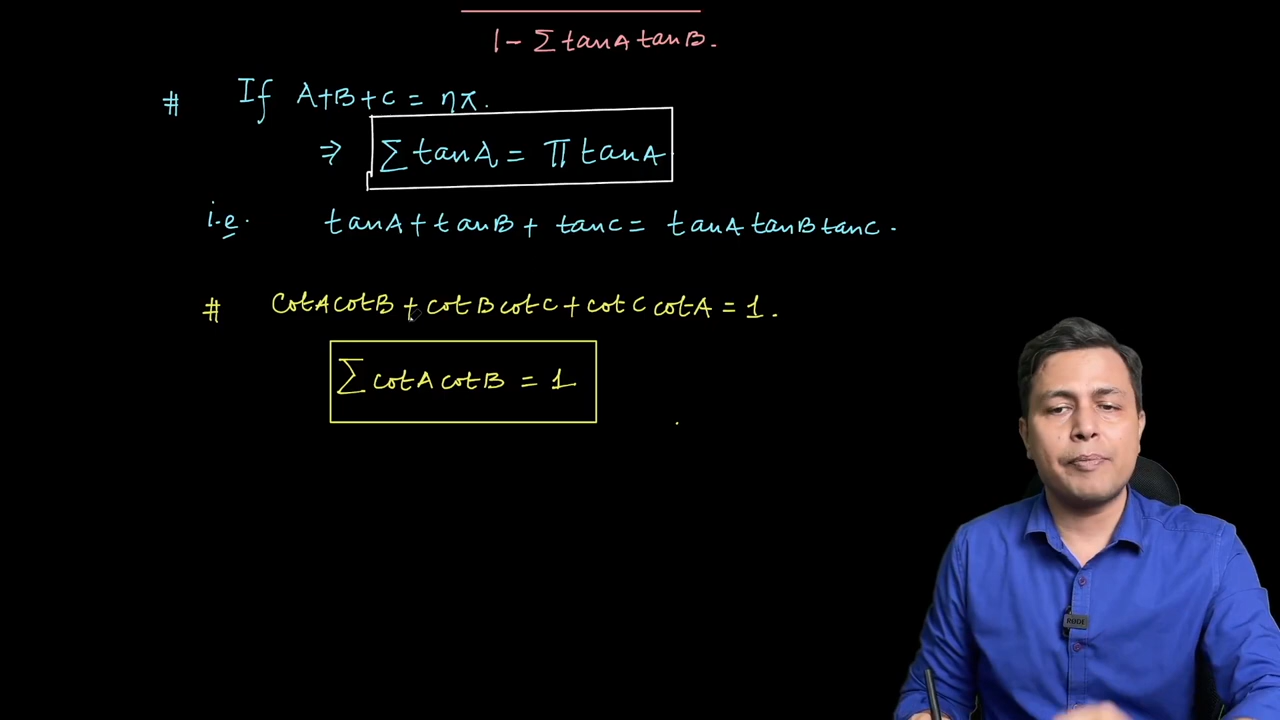 1 - Σ tanA tanB.
# If A+B+C = nπ.
⇒ Σ tanA = Π tanA
i.e. tanA + tanB + tanC = tanA tanB tanC.
# cotA cotB + cotB cotC + cotC cotA = 1.
Σ cotA cotB = 1
RODE